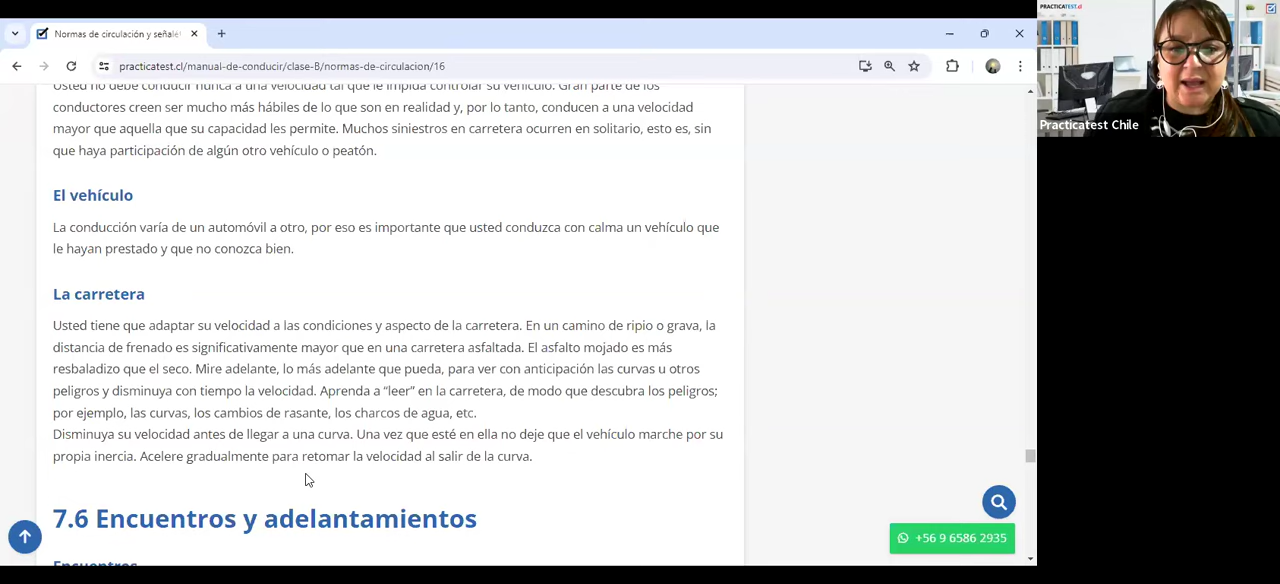 Normas de circulación y señale
practicatest.cl/manual-de-conducir/clase-B/normas-de-circulacion/16
PRACTICATEST.cl
Practicatest Chile
Usted no debe conducir nunca a una velocidad tal que le impida controlar su vehículo. Gran parte de los
conductores creen ser mucho más hábiles de lo que son en realidad y, por lo tanto, conducen a una velocidad
mayor que aquella que su capacidad les permite. Muchos siniestros en carretera ocurren en solitario, esto es, sin
que haya participación de algún otro vehículo o peatón.
El vehículo
La conducción varía de un automóvil a otro, por eso es importante que usted conduzca con calma un vehículo que
le hayan prestado y que no conozca bien.
La carretera
Usted tiene que adaptar su velocidad a las condiciones y aspecto de la carretera. En un camino de ripio o grava, la
distancia de frenado es significativamente mayor que en una carretera asfaltada. El asfalto mojado es más
resbaladizo que el seco. Mire adelante, lo más adelante que pueda, para ver con anticipación las curvas u otros
peligros y disminuya con tiempo la velocidad. Aprenda a “leer” en la carretera, de modo que descubra los peligros;
por ejemplo, las curvas, los cambios de rasante, los charcos de agua, etc.
Disminuya su velocidad antes de llegar a una curva. Una vez que esté en ella no deje que el vehículo marche por su
propia inercia. Acelere gradualmente para retomar la velocidad al salir de la curva.
7.6 Encuentros y adelantamientos
Encuentros
+56 9 6586 2935